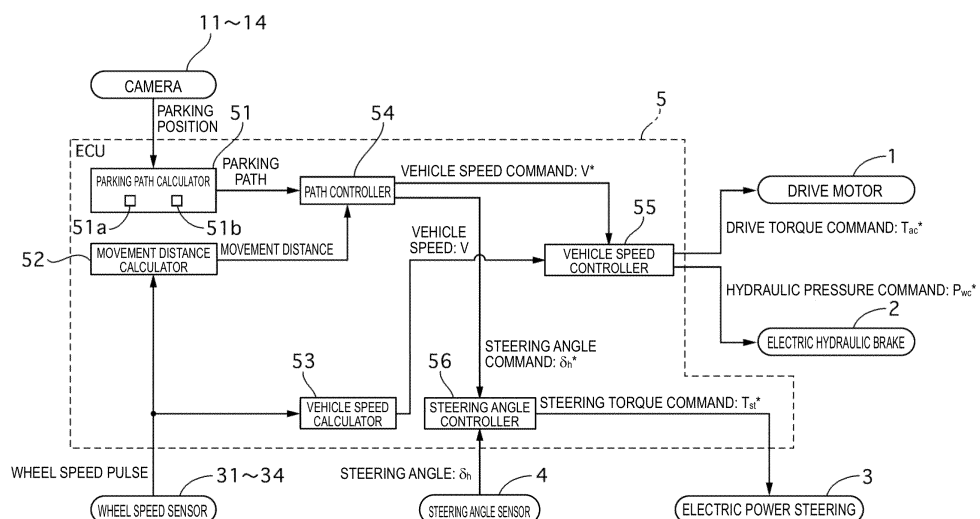 11~14
CAMERA
PARKING
POSITION
51
54
5
ECU
PARKING PATH CALCULATOR
51a
51b
PARKING
PATH
PATH CONTROLLER
VEHICLE SPEED COMMAND: V*
1
DRIVE MOTOR
DRIVE TORQUE COMMAND: Tac*
52
MOVEMENT DISTANCE
CALCULATOR
MOVEMENT DISTANCE
VEHICLE
SPEED: V
55
VEHICLE SPEED
CONTROLLER
HYDRAULIC PRESSURE COMMAND: Pwc*
2
ELECTRIC HYDRAULIC BRAKE
STEERING ANGLE
COMMAND: δh*
53
VEHICLE SPEED
CALCULATOR
56
STEERING ANGLE
CONTROLLER
STEERING TORQUE COMMAND: Tst*
WHEEL SPEED PULSE
31~34
WHEEL SPEED SENSOR
STEERING ANGLE: δh
4
STEERING ANGLE SENSOR
3
ELECTRIC POWER STEERING